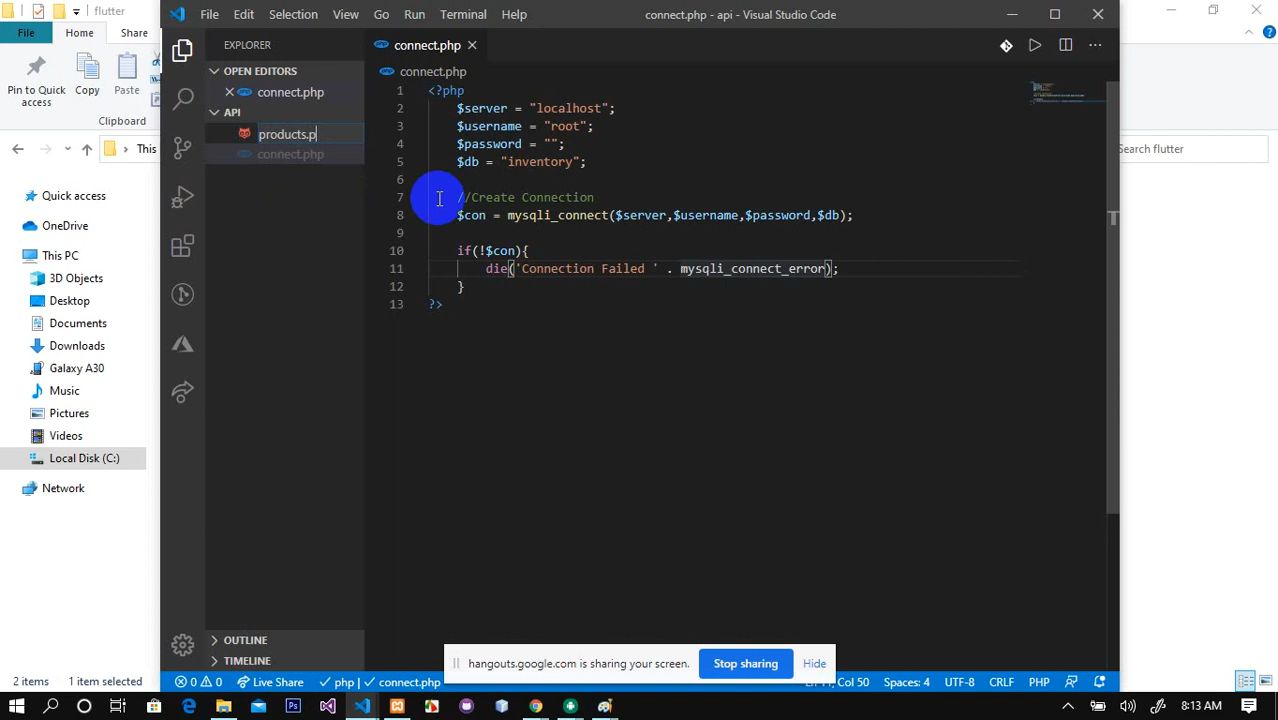 flutter
File Home Share
Pin to Quick access
Copy
Paste
Clipboard
This
Quick access
OneDrive
This PC
3D Objects
Desktop
Documents
Downloads
Galaxy A30
Music
Pictures
Videos
Local Disk (C:)
Network
2 items 1 item selected
File Edit Selection View Go Run Terminal Help
connect.php - api - Visual Studio Code
EXPLORER
OPEN EDITORS
connect.php
API
products.p
connect.php
OUTLINE
TIMELINE
connect.php
connect.php
1 <?php
2 $server = "localhost";
3 $username = "root";
4 $password = "";
5 $db = "inventory";
6
7 //Create Connection
8 $con = mysqli_connect($server,$username,$password,$db);
9
10 if(!$con){
11 die('Connection Failed ' . mysqli_connect_error);
12 }
13 ?>
hangouts.google.com is sharing your screen. Stop sharing Hide
0 0 Live Share php | connect.php Spaces: 4 UTF-8 CRLF PHP
Search flutter
8:13 AM